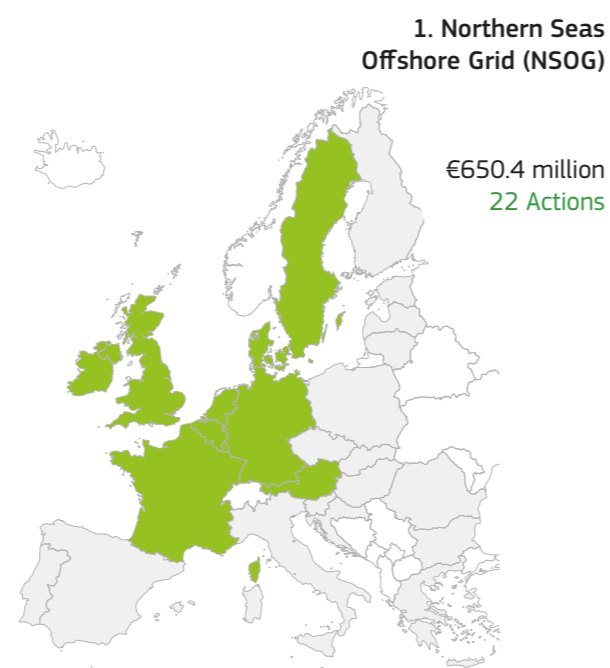 1. Northern Seas
Offshore Grid (NSOG)
€650.4 million
22 Actions